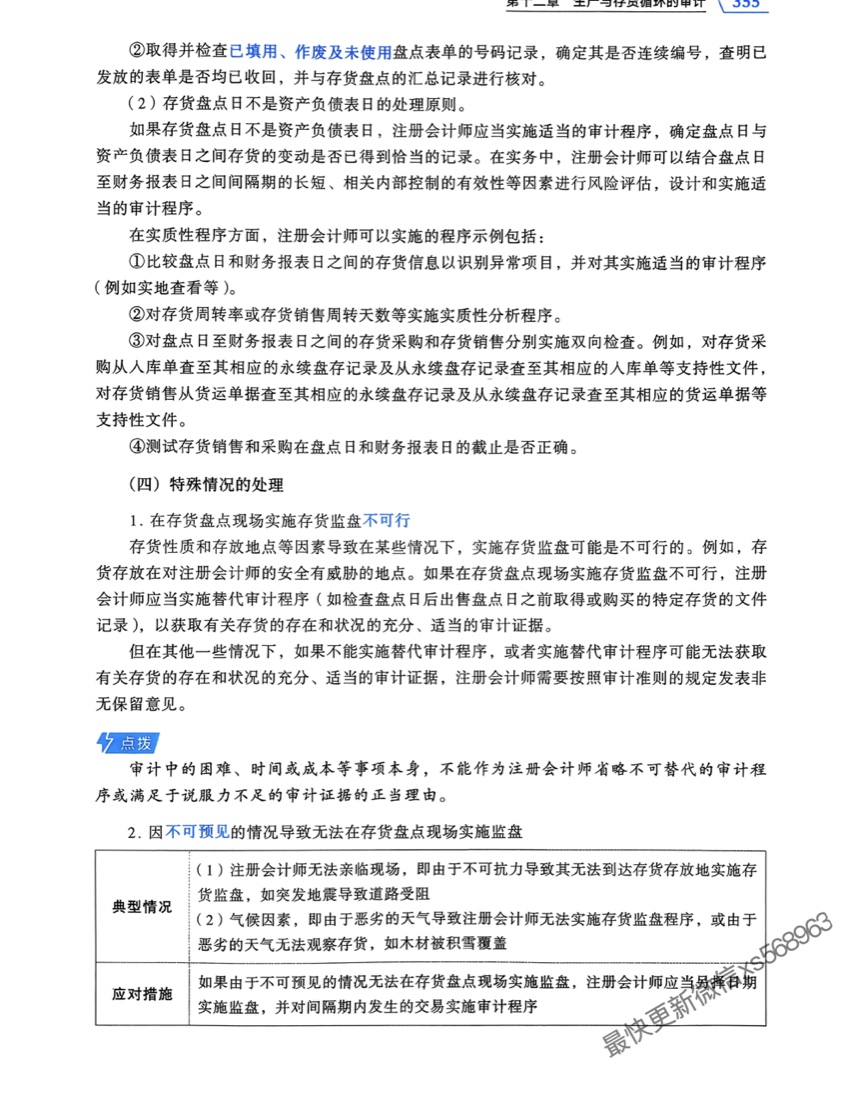 第十二章 生产与存货循环的审计 355
②取得并检查已填用、作废及未使用盘点表单的号码记录，确定其是否连续编号，查明已
发放的表单是否均已收回，并与存货盘点的汇总记录进行核对。
（2）存货盘点日不是资产负债表日的处理原则。
如果存货盘点日不是资产负债表日，注册会计师应当实施适当的审计程序，确定盘点日与
资产负债表日之间存货的变动是否已得到恰当的记录。在实务中，注册会计师可以结合盘点日
至财务报表日之间间隔期的长短、相关内部控制的有效性等因素进行风险评估，设计和实施适
当的审计程序。
在实质性程序方面，注册会计师可以实施的程序示例包括：
①比较盘点日和财务报表日之间的存货信息以识别异常项目，并对其实施适当的审计程序
（例如实地查看等）。
②对存货周转率或存货销售周转天数等实施实质性分析程序。
③对盘点日至财务报表日之间的存货采购和存货销售分别实施双向检查。例如，对存货采
购从入库单查至其相应的永续盘存记录及从永续盘存记录查至其相应的入库单等支持性文件，
对存货销售从货运单据查至其相应的永续盘存记录及从永续盘存记录查至其相应的货运单据等
支持性文件。
④测试存货销售和采购在盘点日和财务报表日的截止是否正确。
（四）特殊情况的处理
1. 在存货盘点现场实施存货监盘不可行
存货性质和存放地点等因素导致在某些情况下，实施存货监盘可能是不可行的。例如，存
货存放在对注册会计师的安全有威胁的地点。如果在存货盘点现场实施存货监盘不可行，注册
会计师应当实施替代审计程序（如检查盘点日后出售盘点日之前取得或购买的特定存货的文件
记录），以获取有关存货的存在和状况的充分、适当的审计证据。
但在其他一些情况下，如果不能实施替代审计程序，或者实施替代审计程序可能无法获取
有关存货的存在和状况的充分、适当的审计证据，注册会计师需要按照审计准则的规定发表非
无保留意见。
点拨
审计中的困难、时间或成本等事项本身，不能作为注册会计师省略不可替代的审计程
序或满足于说服力不足的审计证据的正当理由。
2. 因不可预见的情况导致无法在存货盘点现场实施监盘
典型情况
（1）注册会计师无法亲临现场，即由于不可抗力导致其无法到达存货存放地实施存
货监盘，如突发地震导致道路受阻
（2）气候因素，即由于恶劣的天气导致注册会计师无法实施存货监盘程序，或由于
恶劣的天气无法观察存货，如木材被积雪覆盖
应对措施
如果由于不可预见的情况无法在存货盘点现场实施监盘，注册会计师应当另择日期
实施监盘，并对间隔期内发生的交易实施审计程序
最快更新微信xs568963